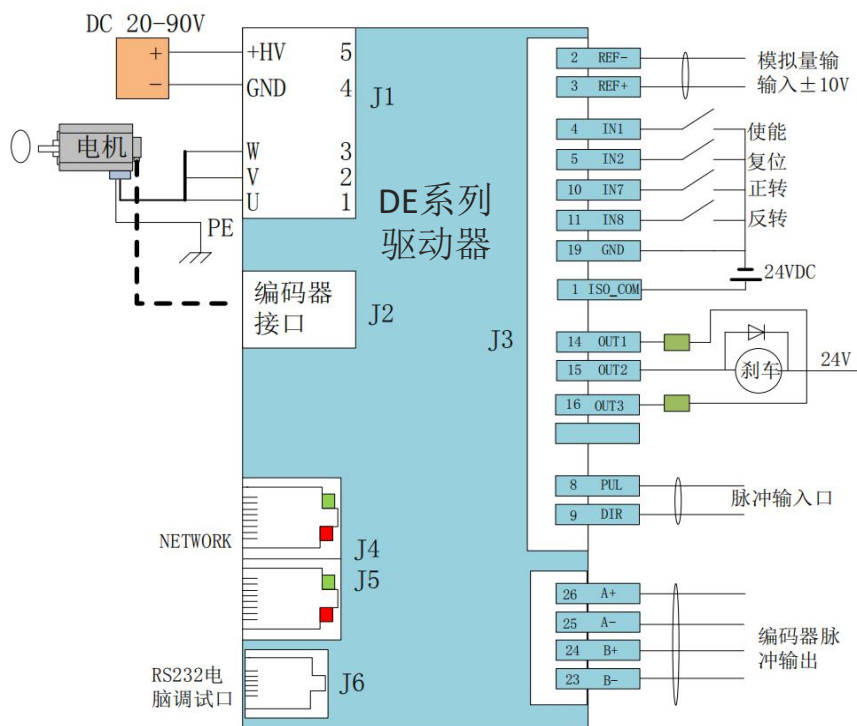 DC 20-90V
+
-
+HV 5
GND 4
J1
W 3
V 2
U 1
电机
PE
DE系列
驱动器
编码器
接口
J2
J3
NETWORK
J4
J5
RS232电
脑调试口
J6
2 REF-
3 REF+
模拟量输
输入±10V
4 IN1
使能
5 IN2
复位
10 IN7
正转
11 IN8
反转
19 GND
24VDC
1 ISO_COM
14 OUT1
15 OUT2
刹车
24V
16 OUT3
8 PUL
9 DIR
脉冲输入口
26 A+
25 A-
24 B+
23 B-
编码器脉
冲输出